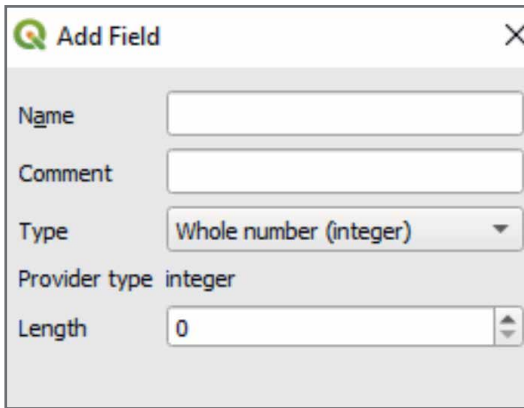 Add Field
Name
Comment
Type Whole number (integer)
Provider type integer
Length 0